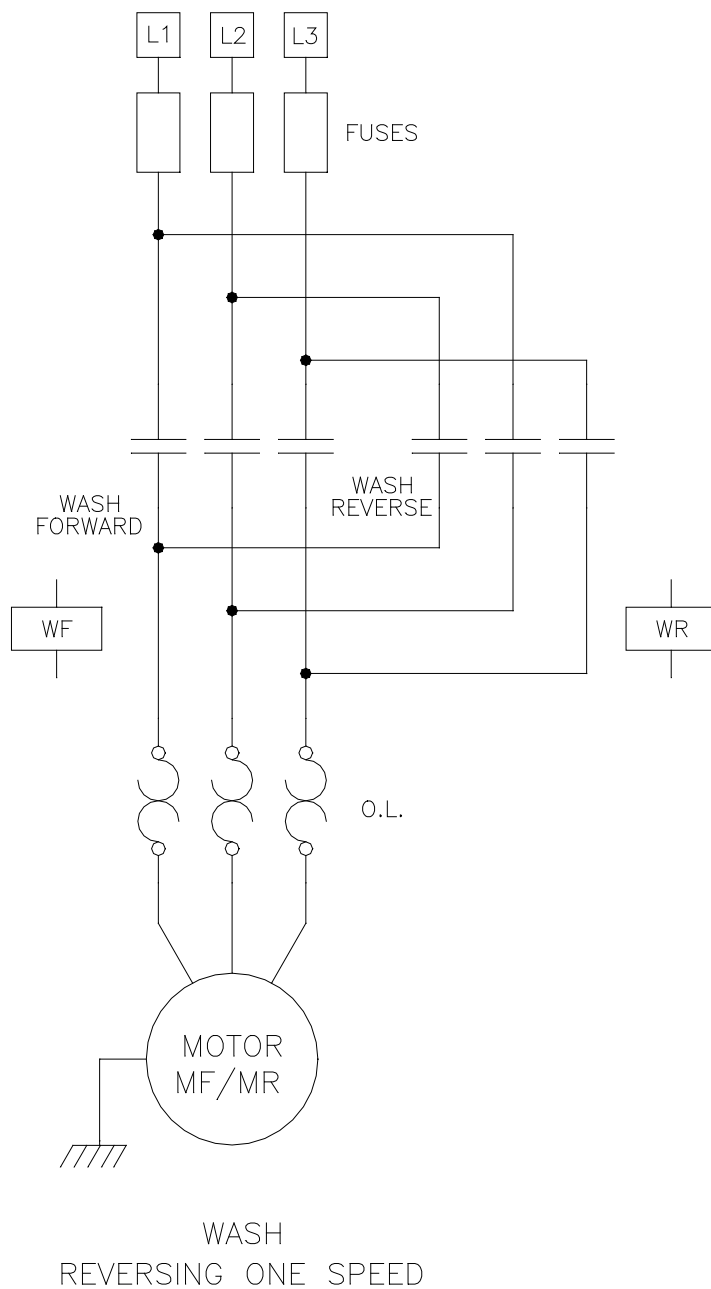 L1
L2
L3
FUSES
WASH
FORWARD
WASH
REVERSE
WF
WR
O.L.
MOTOR
MF/MR
WASH
REVERSING ONE SPEED